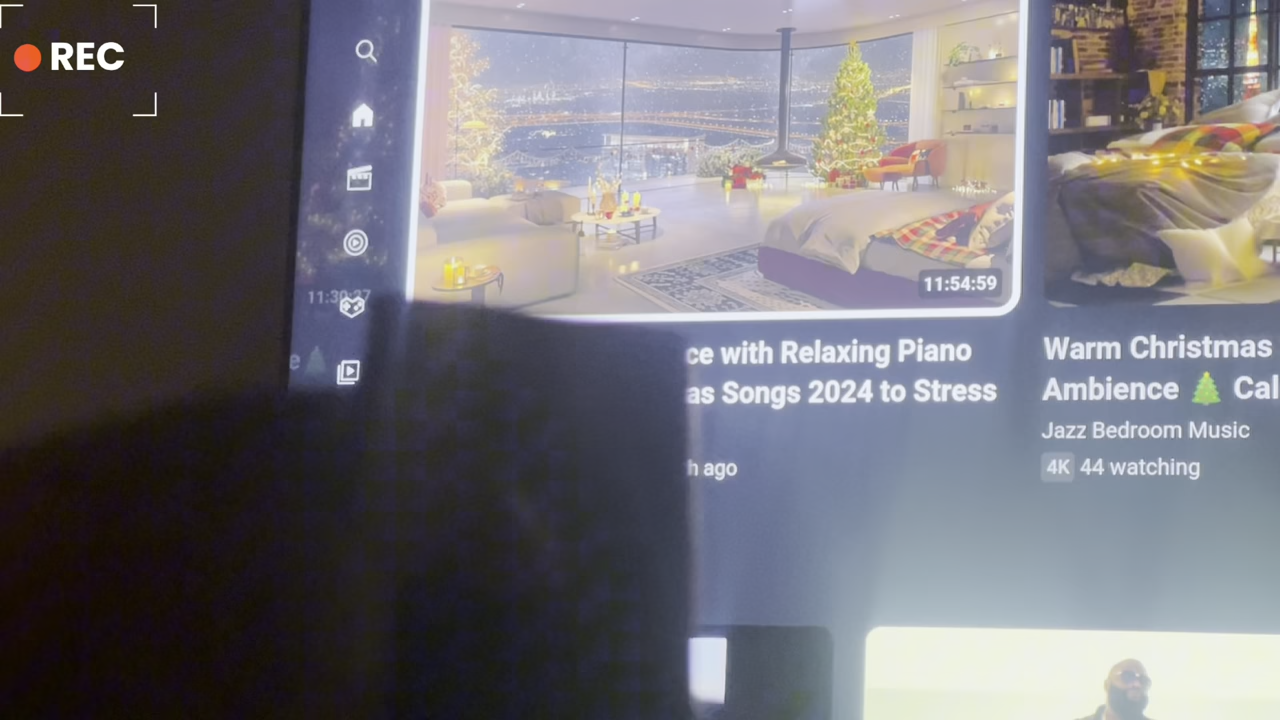 REC
11:54:59
11:30:37
ce with Relaxing Piano
as Songs 2024 to Stress
h ago
Warm Christmas
Ambience 🎄 Cal
Jazz Bedroom Music
4K 44 watching